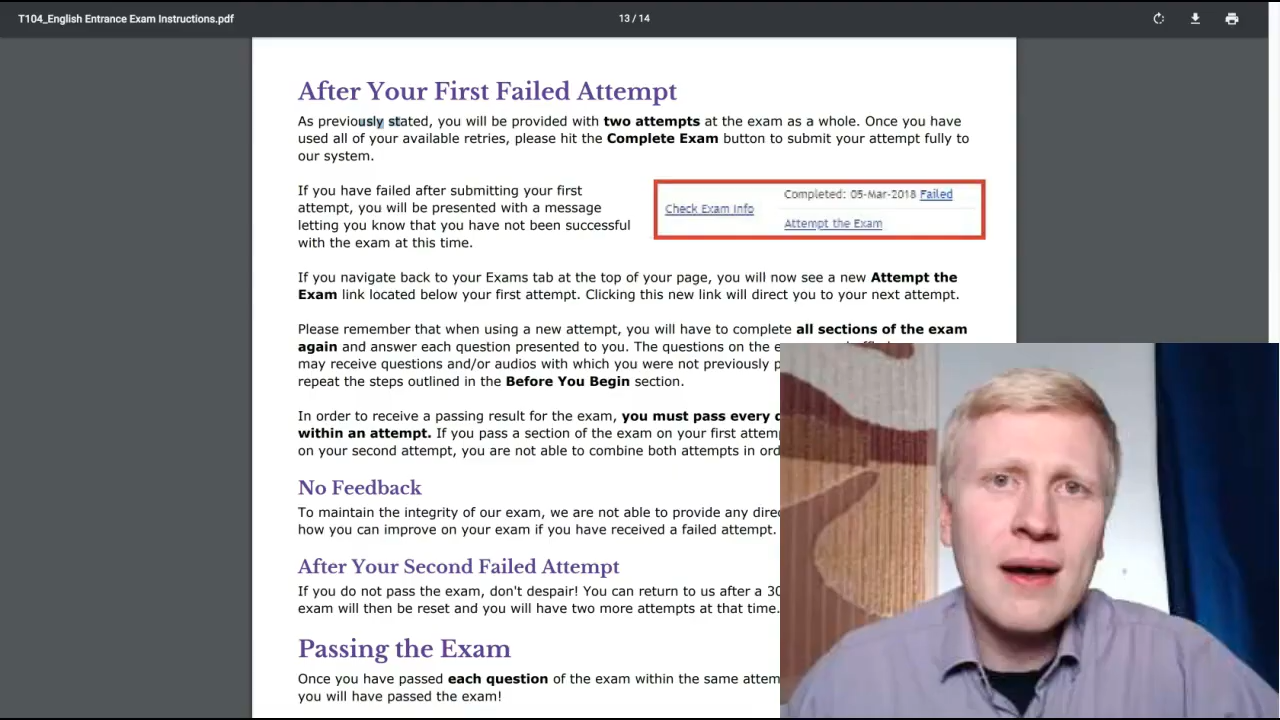 T104_English Entrance Exam Instructions.pdf
13 / 14
After Your First Failed Attempt
As previously stated, you will be provided with two attempts at the exam as a whole. Once you have
used all of your available retries, please hit the Complete Exam button to submit your attempt fully to
our system.
If you have failed after submitting your first
attempt, you will be presented with a message
letting you know that you have not been successful
with the exam at this time.
Check Exam Info
Completed: 05-Mar-2018 Failed
Attempt the Exam
If you navigate back to your Exams tab at the top of your page, you will now see a new Attempt the
Exam link located below your first attempt. Clicking this new link will direct you to your next attempt.
Please remember that when using a new attempt, you will have to complete all sections of the exam
again and answer each question presented to you. The questions on the
may receive questions and/or audios with which you were not previously
repeat the steps outlined in the Before You Begin section.
In order to receive a passing result for the exam, you must pass every
within an attempt. If you pass a section of the exam on your first
on your second attempt, you are not able to combine both attempts in
No Feedback
To maintain the integrity of our exam, we are not able to provide any
how you can improve on your exam if you have received a failed attempt.
After Your Second Failed Attempt
If you do not pass the exam, don't despair! You can return to us after a
exam will then be reset and you will have two more attempts at that time.
Passing the Exam
Once you have passed each question of the exam within the same
you will have passed the exam!